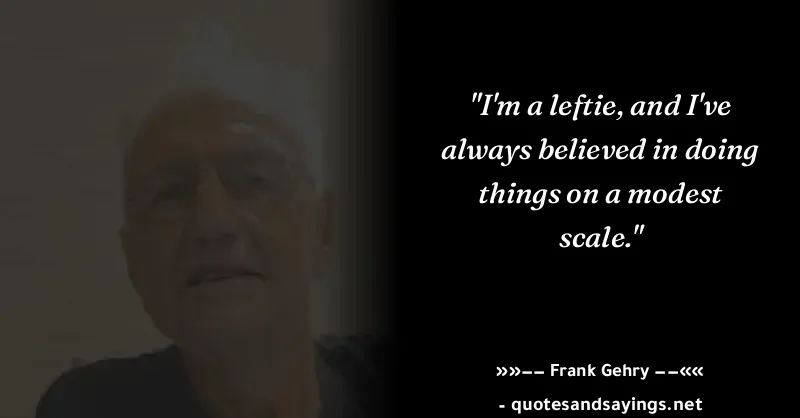 "I'm a leftie, and I've
always believed in doing
things on a modest
scale."
»»−− Frank Gehry −−««
- quotesandsayings.net